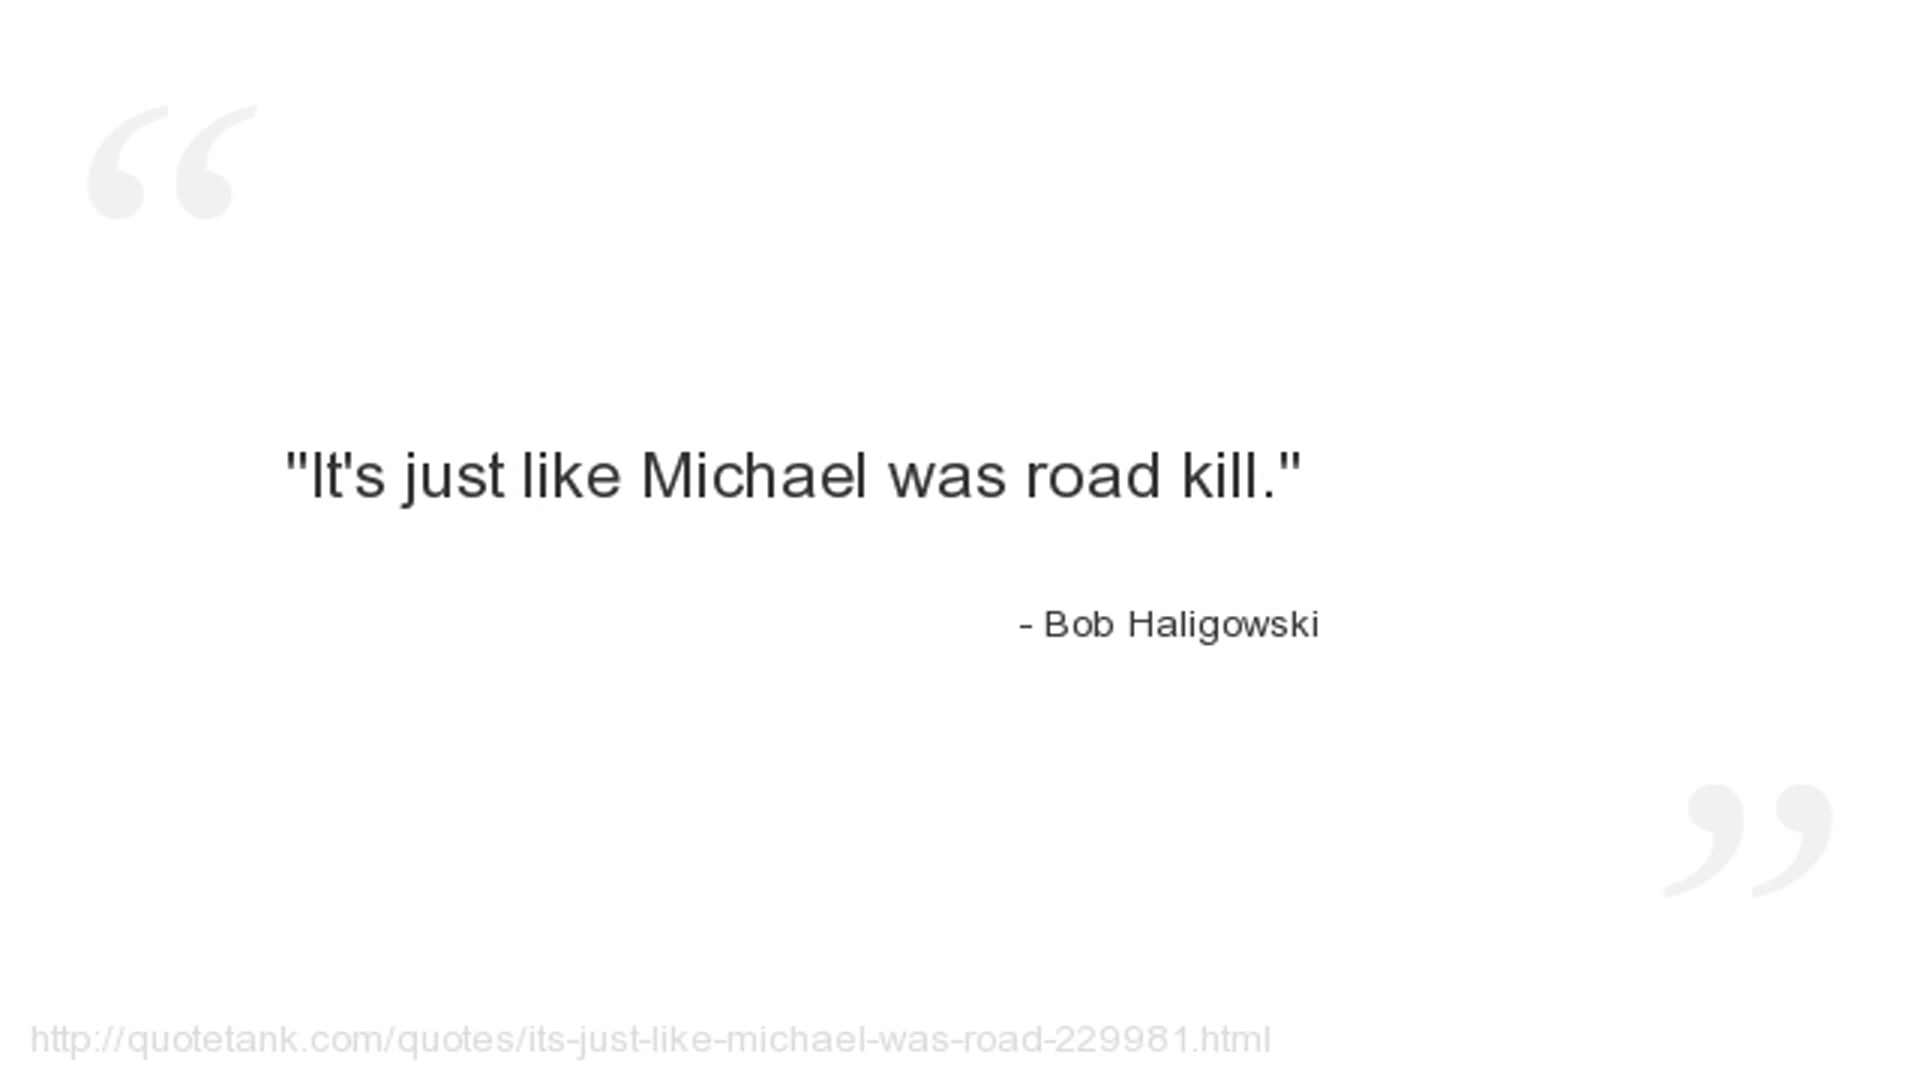 "It's just like Michael was road kill."
- Bob Haligowski
http://quotetank.com/quotes/its-just-like-michael-was-road-229981.html